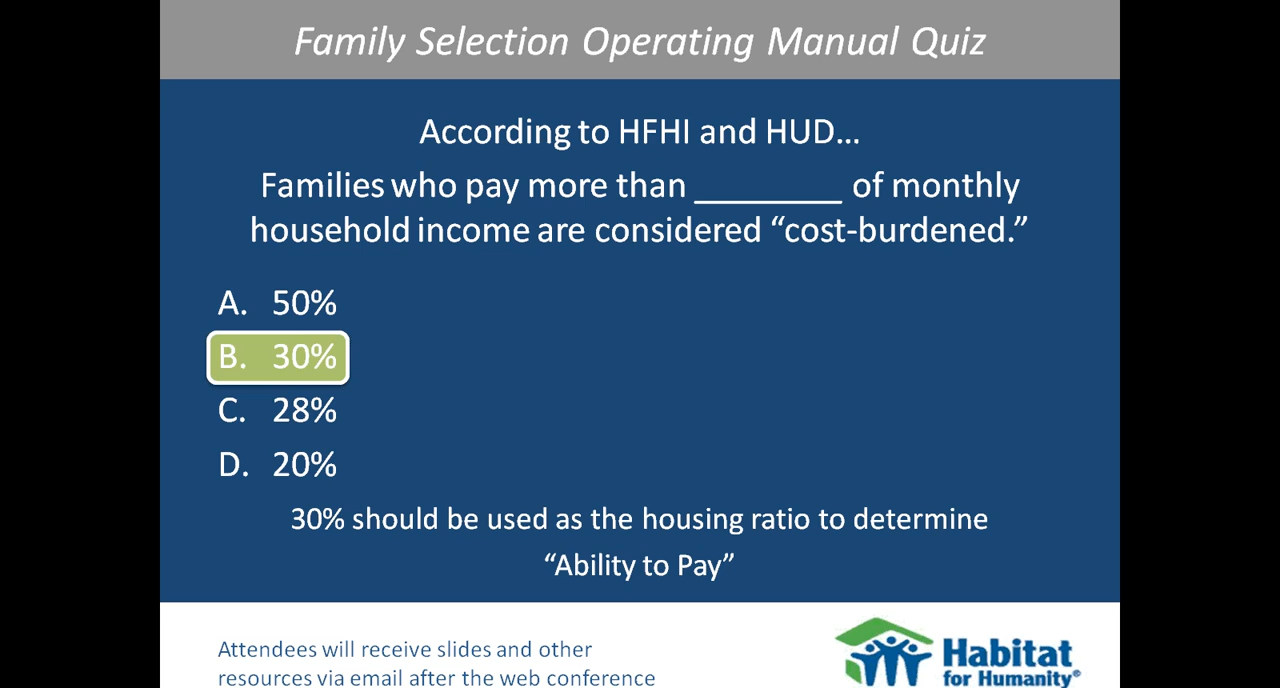 Family Selection Operating Manual Quiz
According to HFHI and HUD…
Families who pay more than ________ of monthly
household income are considered “cost-burdened.”
A. 50%
B. 30%
C. 28%
D. 20%
30% should be used as the housing ratio to determine
“Ability to Pay”
Attendees will receive slides and other
resources via email after the web conference
Habitat
for Humanity®